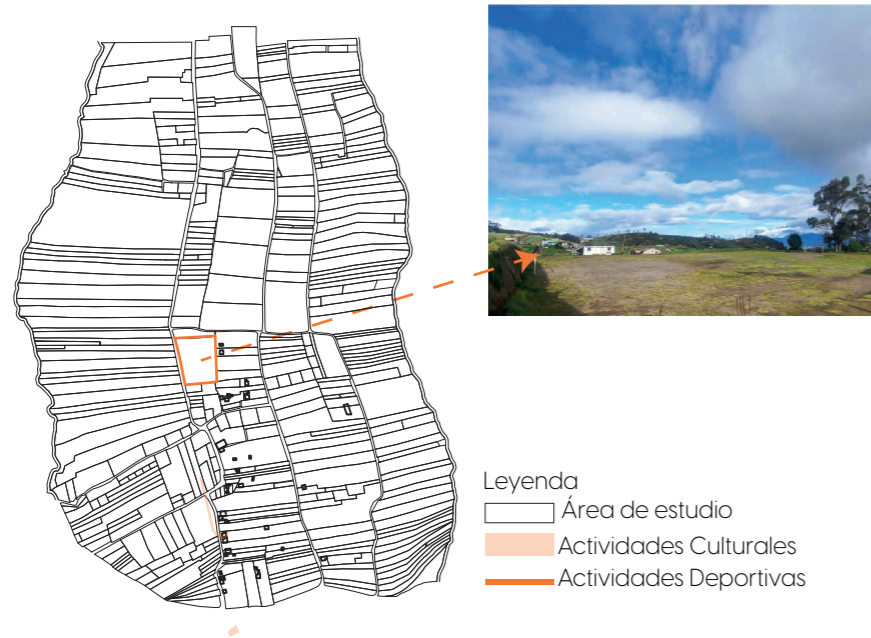 Leyenda
Área de estudio
Actividades Culturales
Actividades Deportivas